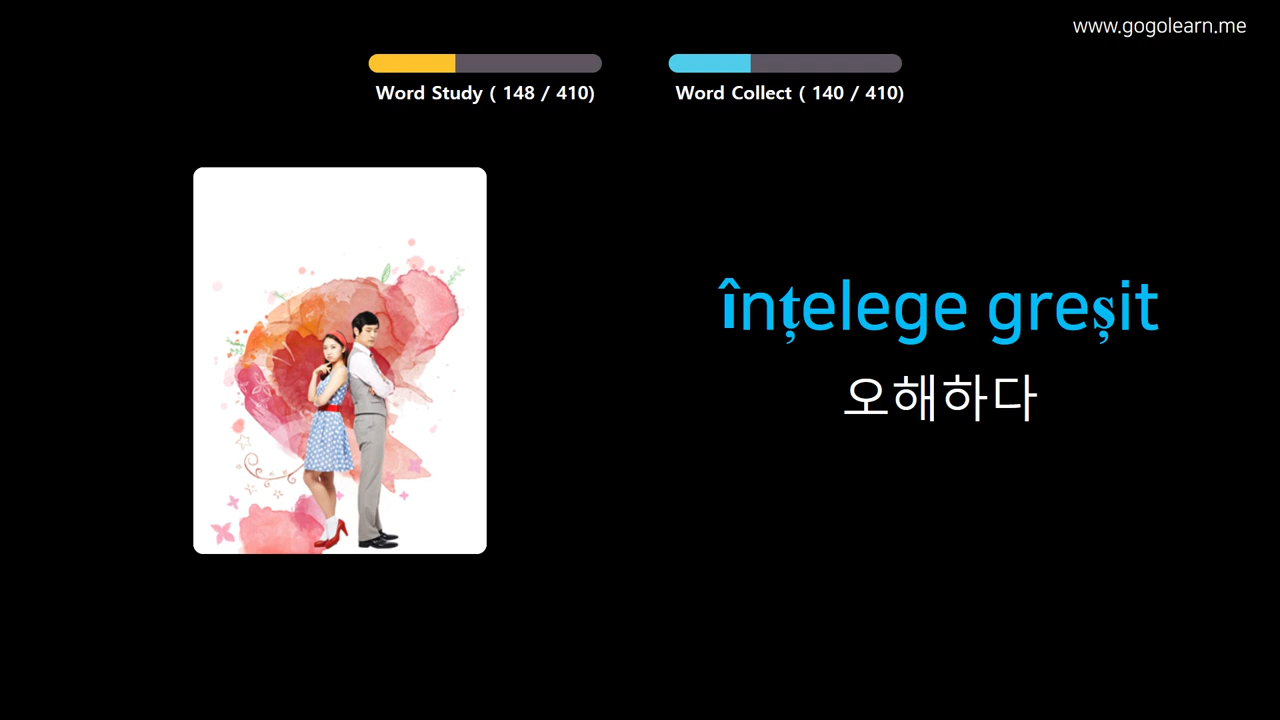 www.gogolearn.me
Word Study ( 148 / 410)
Word Collect ( 140 / 410)
înțelege greșit
오해하다